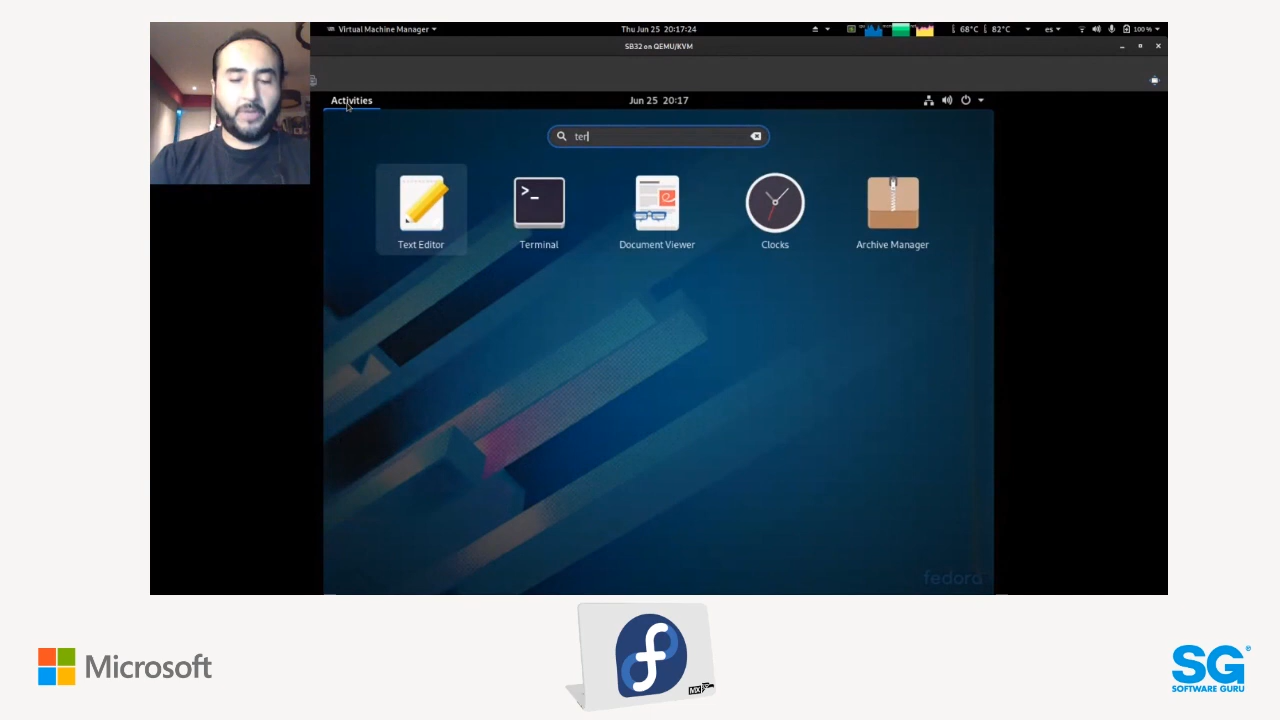 Virtual Machine Manager
Thu Jun 25 20:17:24
68°C
82°C
es
100 %
SB32 on QEMU/KVM
Activities
Jun 25 20:17
ter
Text Editor
Terminal
Document Viewer
Clocks
Archive Manager
fedora
Microsoft
MX
SG
SOFTWARE GURU